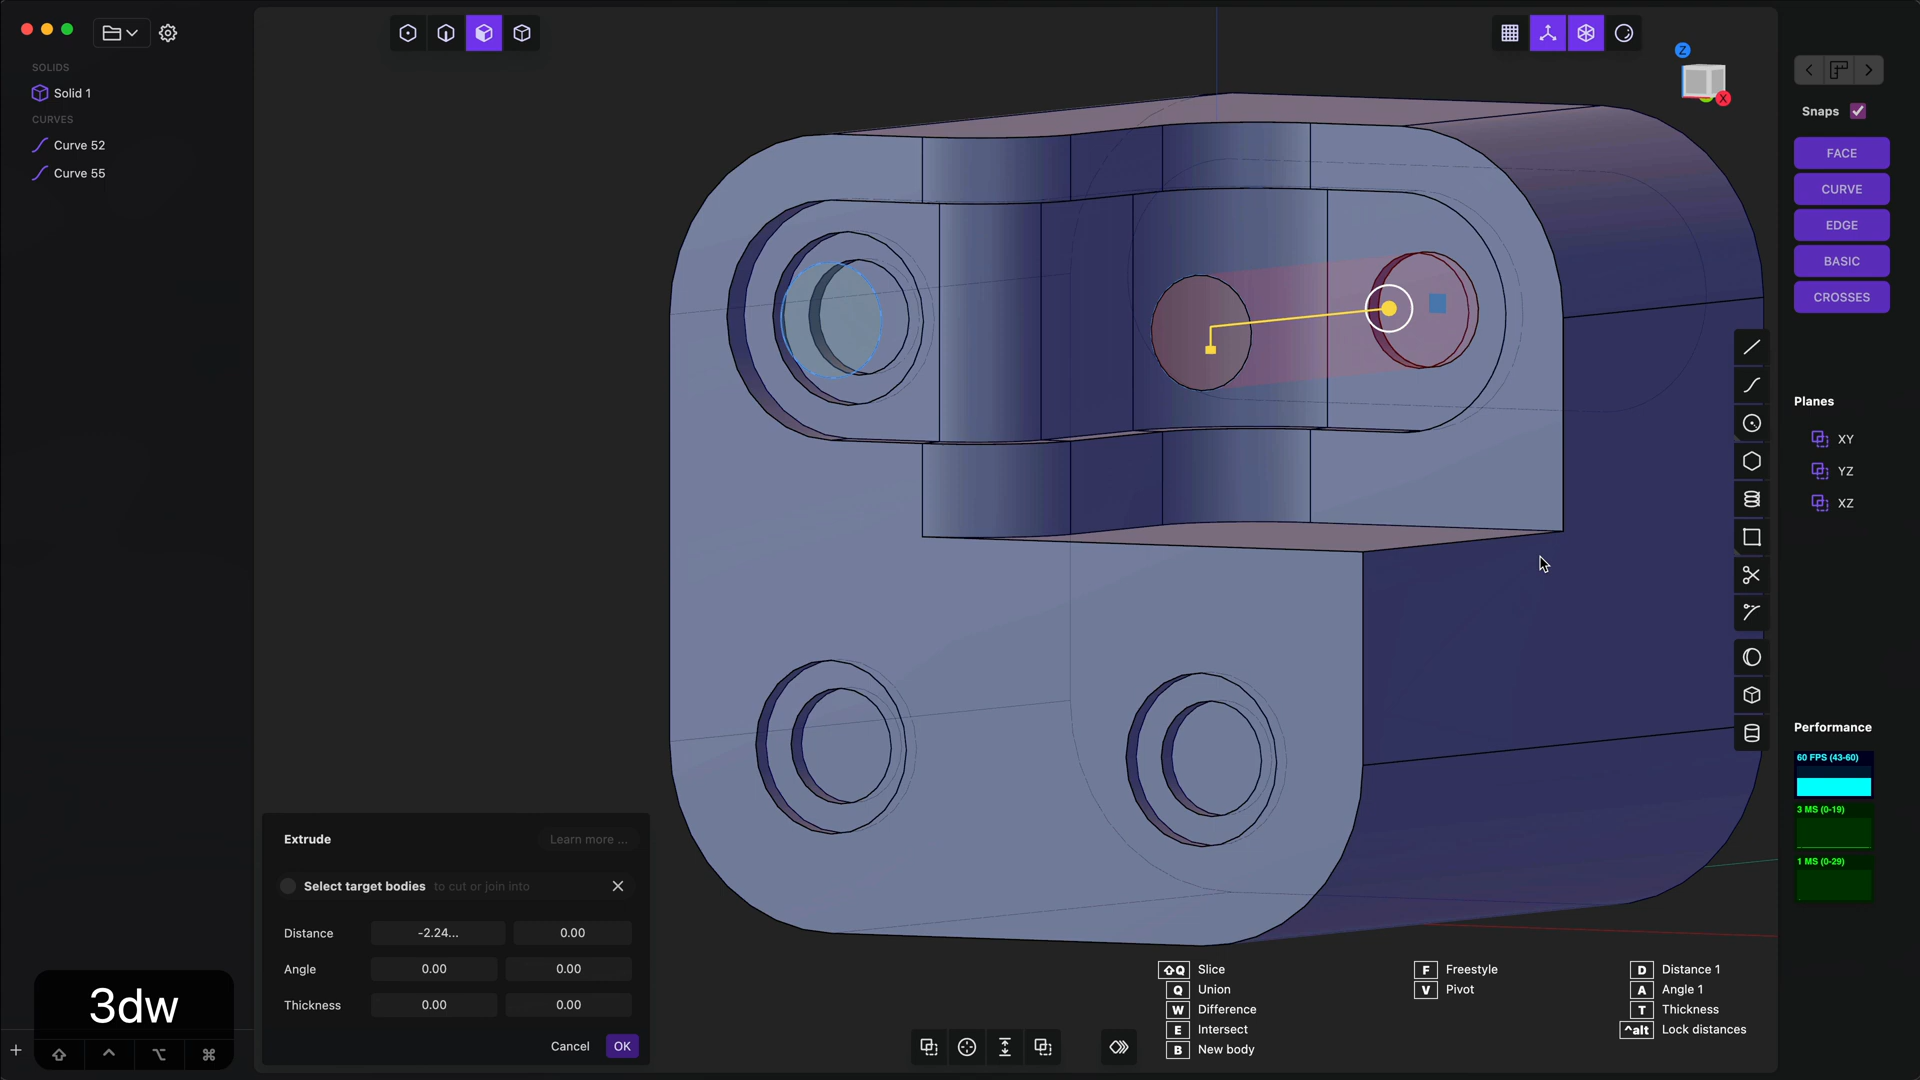 SOLIDS
Solid 1
CURVES
Curve 52
Curve 55
Z
X
Snaps
FACE
CURVE
EDGE
BASIC
CROSSES
Planes
XY
YZ
XZ
Performance
60 FPS (43-60)
3 MS (0-19)
1 MS (0-29)
Extrude
Learn more ...
Select target bodies to cut or join into
Distance -2.24... 0.00
Angle 0.00 0.00
Thickness 0.00 0.00
Cancel OK
3dw
⇧Q Slice
Q Union
W Difference
E Intersect
B New body
F Freestyle
V Pivot
D Distance 1
A Angle 1
T Thickness
^alt Lock distances